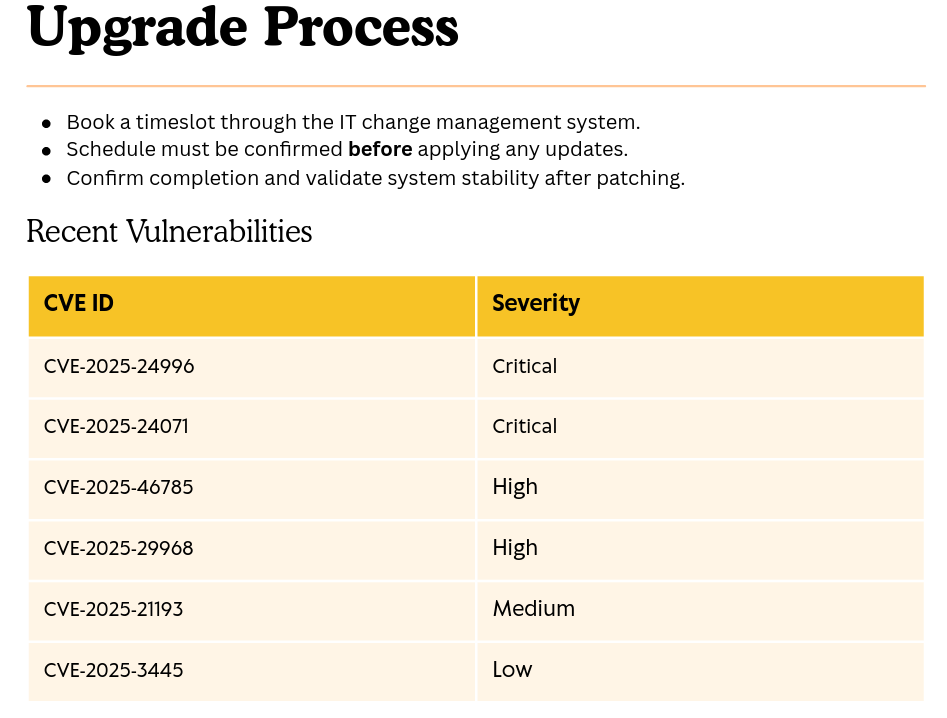 Upgrade Process
● Book a timeslot through the IT change management system.
● Schedule must be confirmed before applying any updates.
● Confirm completion and validate system stability after patching.
Recent Vulnerabilities
CVE ID Severity
CVE-2025-24996 Critical
CVE-2025-24071 Critical
CVE-2025-46785 High
CVE-2025-29968 High
CVE-2025-21193 Medium
CVE-2025-3445 Low